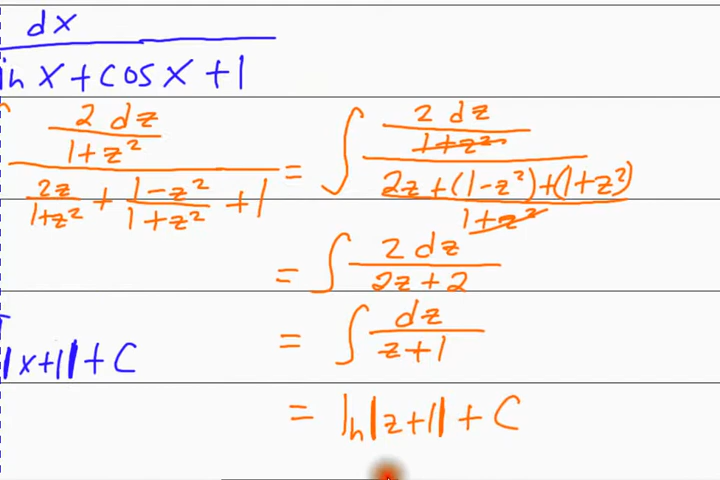 dx
in x + cos x + 1
2 dz
1+z²
2z/1+z² + 1-z²/1+z² + 1
= ∫ 2 dz
1+z²
2z + (1-z²) + (1+z²)
1+z²
= ∫ 2 dz
2z + 2
= ∫ dz
z+1
|x+1| + C
= ln|z+1| + C